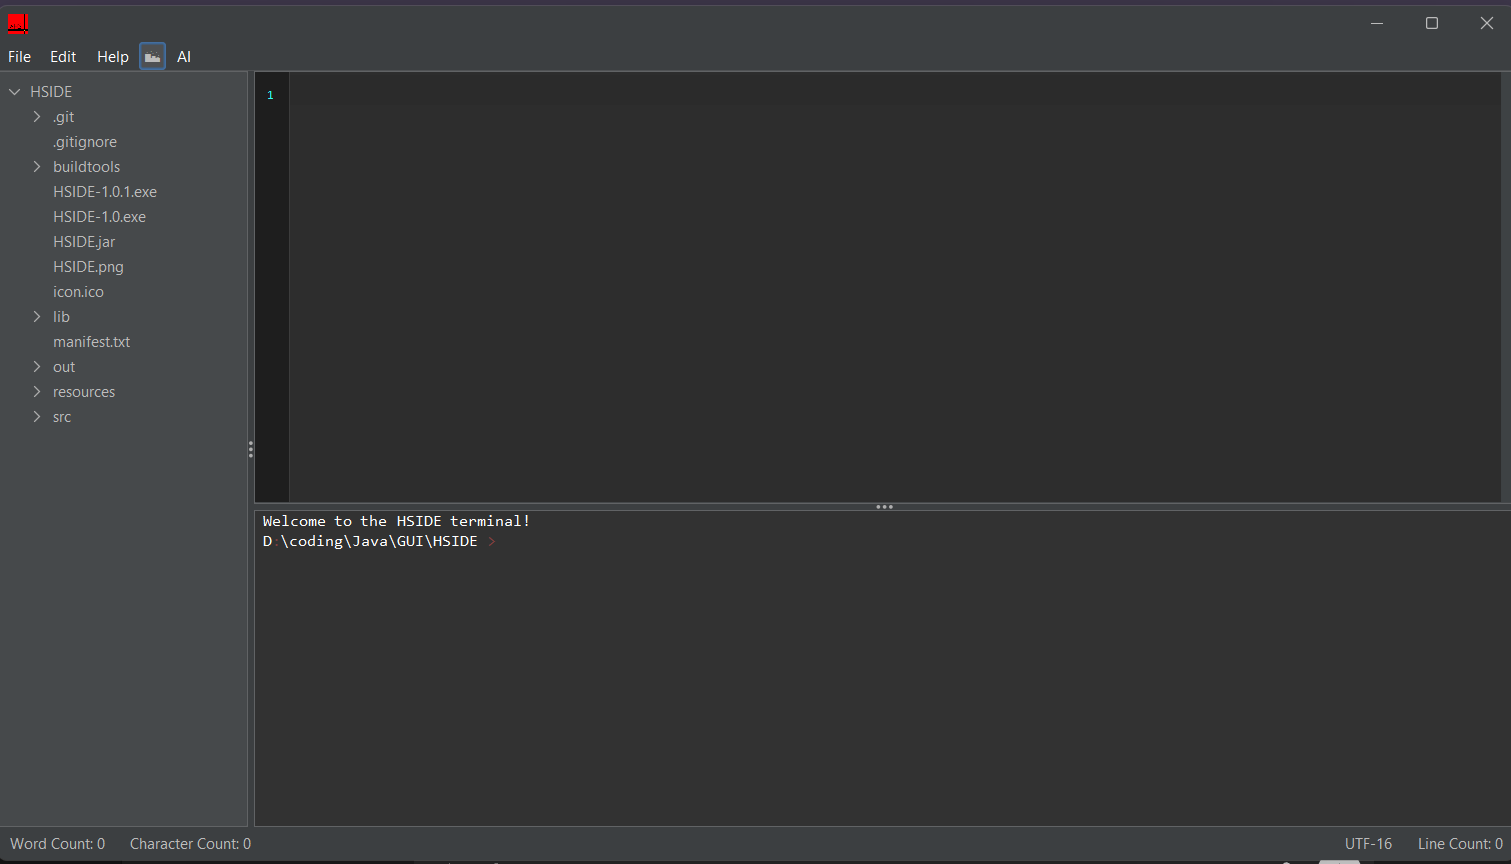 File Edit Help AI
HSIDE
.git
.gitignore
buildtools
HSIDE-1.0.1.exe
HSIDE-1.0.exe
HSIDE.jar
HSIDE.png
icon.ico
lib
manifest.txt
out
resources
src
1
Welcome to the HSIDE terminal!
D:\coding\Java\GUI\HSIDE >
Word Count: 0 Character Count: 0 UTF-16 Line Count: 0